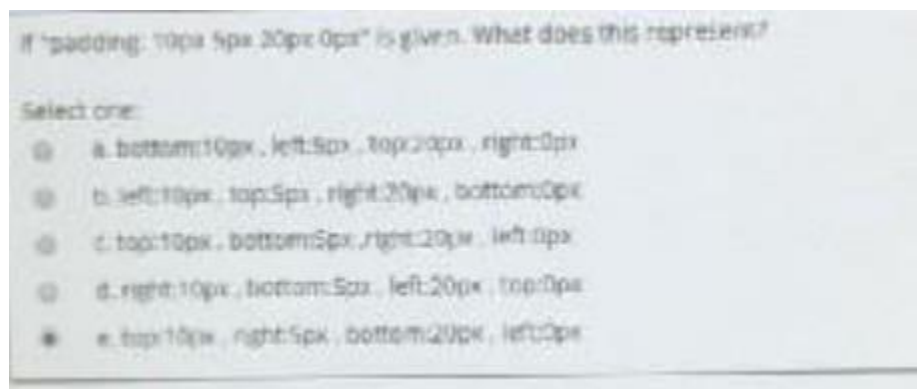 If "padding: 10px 5px 20px 0px" is given. What does this represent?
Select one:
a. bottom:10px , left:5px , top:20px , right:0px
b. left:10px , top:5px , right:20px , bottom:0px
c. top:10px , bottom:5px , right:20px , left:0px
d. right:10px , bottom:5px , left:20px , top:0px
e. top:10px , right:5px , bottom:20px , left:0px